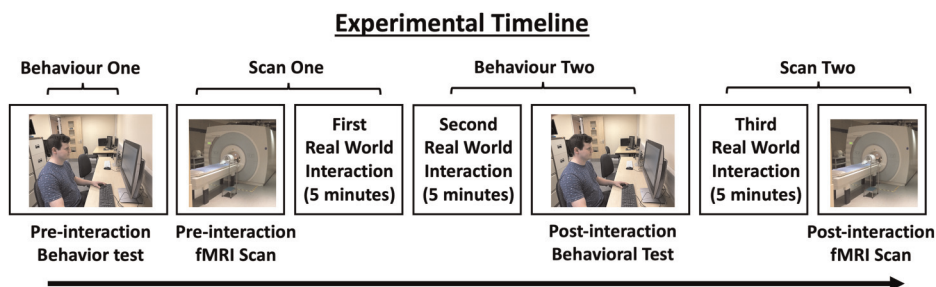 Experimental Timeline
Behaviour One
Scan One
Behaviour Two
Scan Two
First
Real World
Interaction
(5 minutes)
Second
Real World
Interaction
(5 minutes)
Third
Real World
Interaction
(5 minutes)
Pre-interaction
Behavior test
Pre-interaction
fMRI Scan
Post-interaction
Behavioral Test
Post-interaction
fMRI Scan